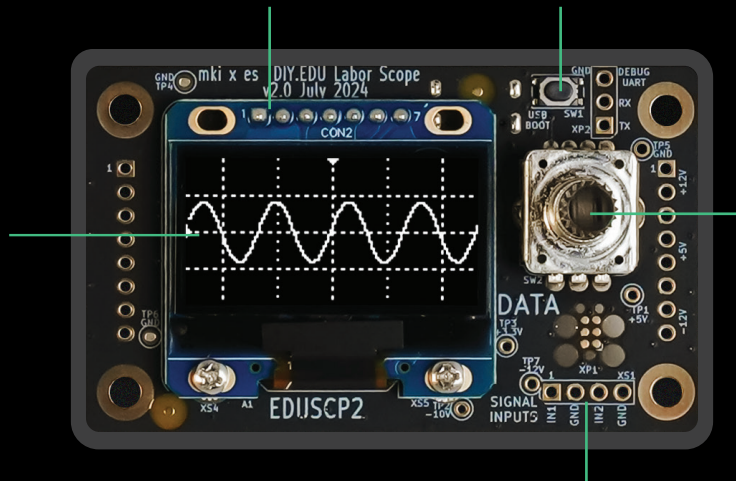 mki x es DIY.EDU Labor Scope
v2.0 July 2024
GND
TP4
1
7
CON2
USB
BOOT
SW1
GND
DEBUG
UART
RX
TX
XP2
TP5
GND
1
+12V
+5V
-12V
1
SW2
DATA
TP6
GND
TP1
+5V
TP3
XP1
TP7
-12V
1
XS1
XS4
A1
EDUSCP2
XS5
-10V
SIGNAL
INPUTS
IN1
GND
IN2
GND